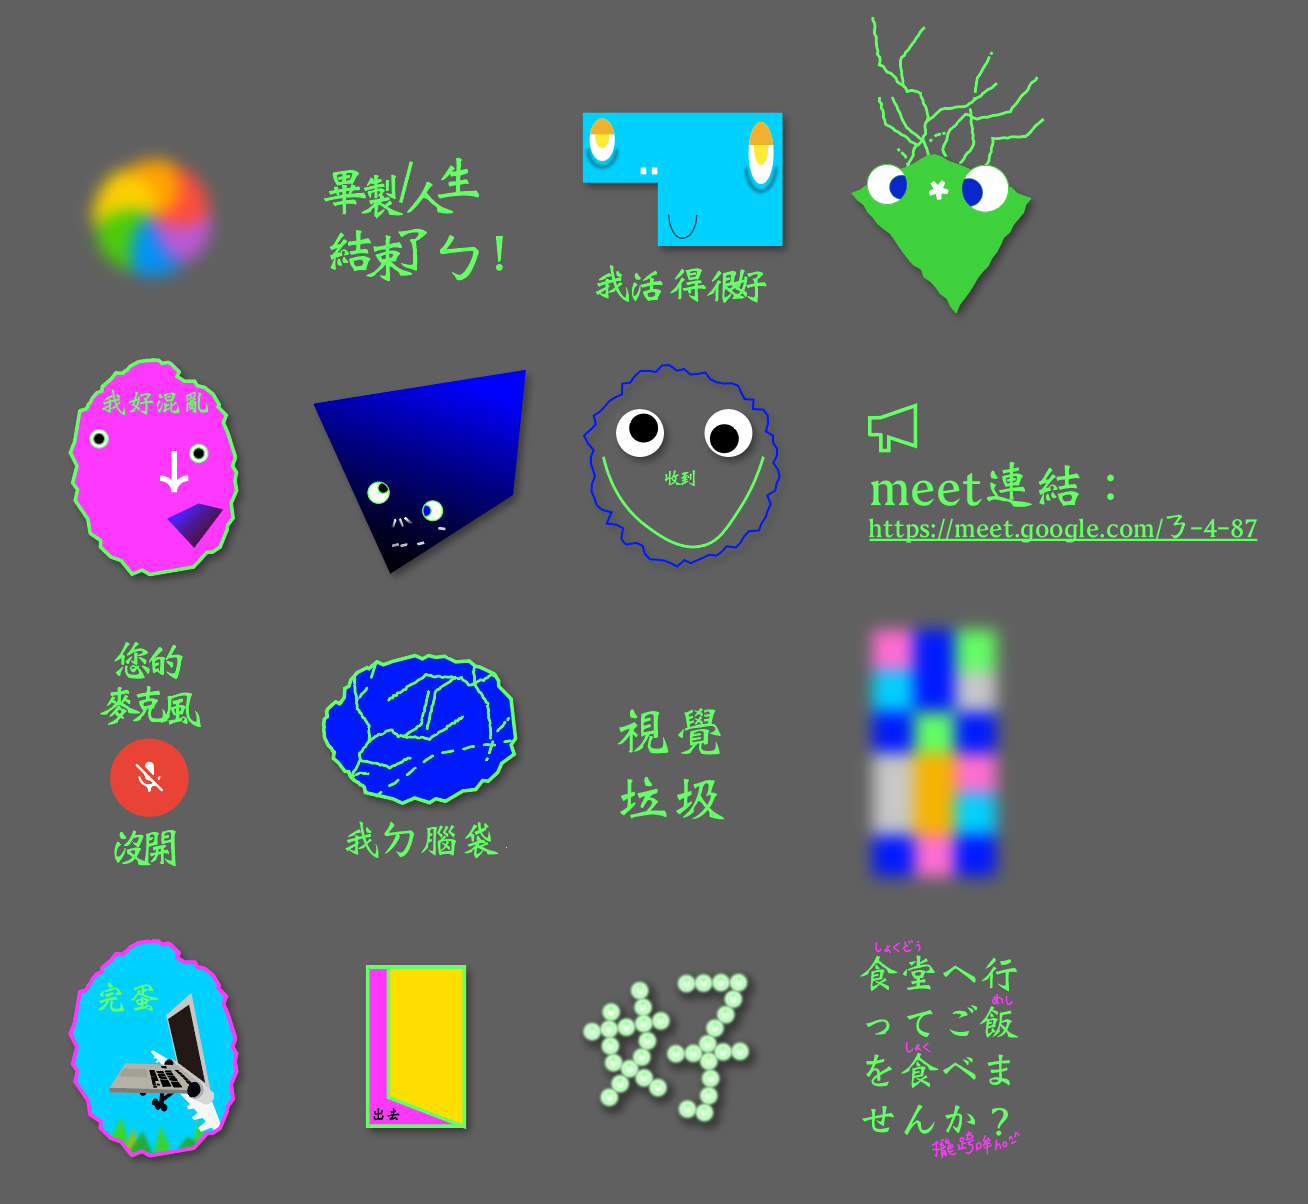 畢製/人生
結束了ㄅ！
我活得很好
我好混亂
收到
meet連結：
https://meet.google.com/ㄋ-4-87
您的
麥克風
沒開
我ㄉ腦袋
視覺
垃圾
完蛋
出去
好
しょくどう
食堂へ行
めし
ってご飯
しょく
を食べま
せんか？